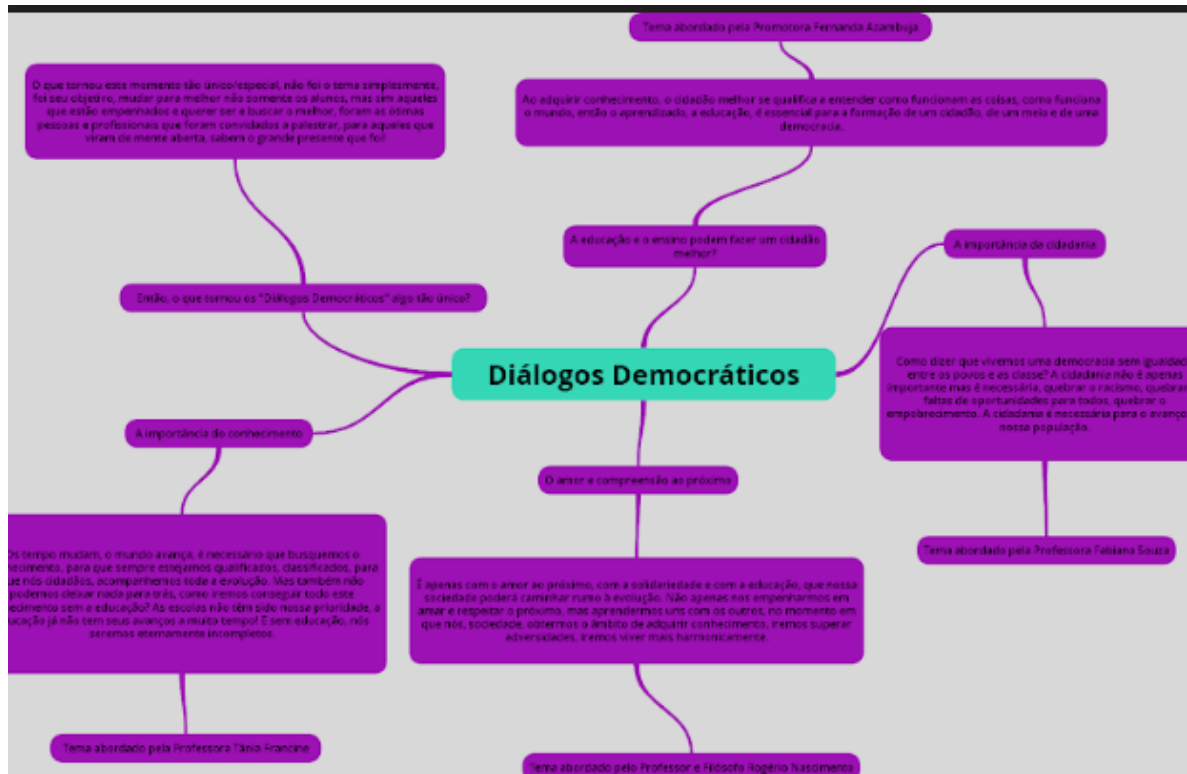 Tema abordado pela Promotora Fernanda Azambuja
O que tornou este momento tão único/especial, não foi o tema simplesmente,
foi seu objetivo, mudar para melhor não somente os alunos, mas sim aqueles
que estão empenhados e querer ser e buscar o melhor, foram as ótimas
pessoas e profissionais que foram convidados a palestrar, para aqueles que
viram de mente aberta, sabem o grande presente que foi!
Ao adquirir conhecimento, o cidadão melhor se qualifica a entender como funcionam as coisas, como funciona
o mundo, então o aprendizado, a educação, é essencial para a formação de um cidadão, de um meio e de uma
democracia.
A educação e o ensino podem fazer um cidadão
melhor?
A importância da cidadania
Então, o que tornou os "Diálogos Democráticos" algo tão único?
Diálogos Democráticos
Como dizer que vivemos uma democracia sem igualdad
entre os povos e as classe? A cidadania não é apenas
importante mas é necessária, quebrar o racismo, quebrar
faltas de oportunidades para todos, quebrar o
empobrecimento. A cidadania é necessária para o avanço
nossa população.
A importância do conhecimento
O amor e compreensão ao próximo
Os tempo mudam, o mundo avança, é necessário que busquemos o
hecimento, para que sempre estejamos qualificados, classificados, para
ue nós cidadãos, acompanhemos toda a evolução. Mas também não
podemos deixar nada para trás, como iremos conseguir todo este
hecimento sem a educação? As escolas não têm sido nossa prioridade, a
ucação já não tem seus avanços a muito tempo! E sem educação, nós
seremos eternamente incompletos.
É apenas com o amor ao próximo, com a solidariedade e com a educação, que nossa
sociedade poderá caminhar rumo à evolução. Não apenas nos empenharmos em
amar e respeitar o próximo, mas aprendermos uns com os outros, no momento em
que nós, sociedade, obtermos o âmbito de adquirir conhecimento, iremos superar
adversidades, iremos viver mais harmonicamente.
Tema abordado pela Professora Fabiana Souza
Tema abordado pela Professora Tânia Francine
Tema abordado pelo Professor e Filósofo Rogério Nascimento